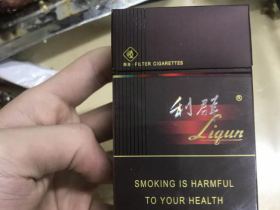 FILTER CIGARETTES
利群®
Liqun
SMOKING IS HARMFUL
TO YOUR HEALTH